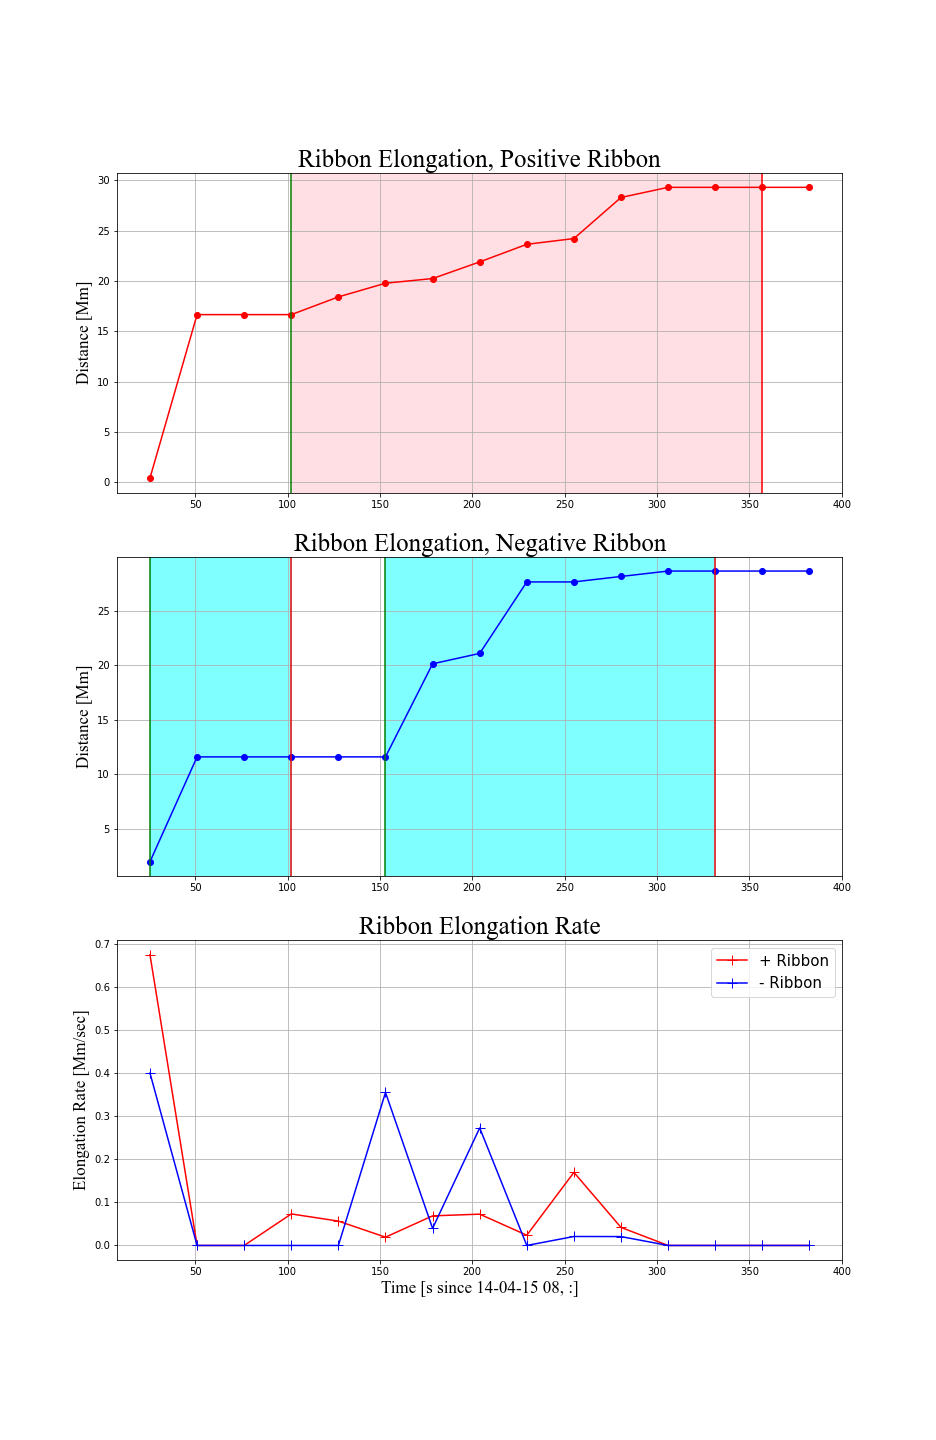 Ribbon Elongation, Positive Ribbon
30
25
20
15
10
5
0
Distance [Mm]
50 100 150 200 250 300 350 400
Ribbon Elongation, Negative Ribbon
25
20
15
10
5
Distance [Mm]
50 100 150 200 250 300 350 400
Ribbon Elongation Rate
0.7
0.6
0.5
0.4
0.3
0.2
0.1
0.0
Elongation Rate [Mm/sec]
+ Ribbon
- Ribbon
50 100 150 200 250 300 350 400
Time [s since 14-04-15 08, :]